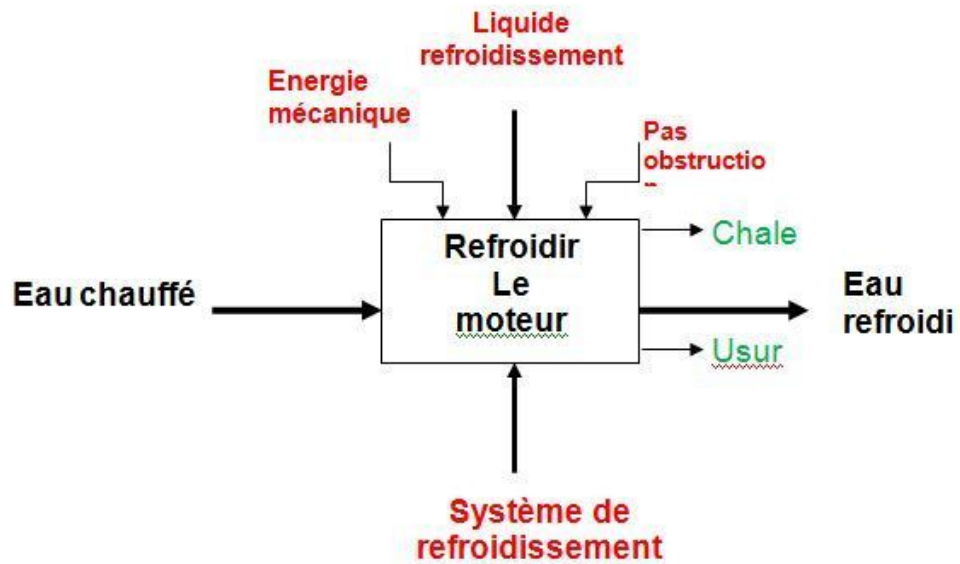 Liquide
refroidissement
Energie
mécanique
Pas
obstructio
Refroidir
Le
moteur
Chale
Eau chauffé
Eau
refroidi
Usur
Système de
refroidissement